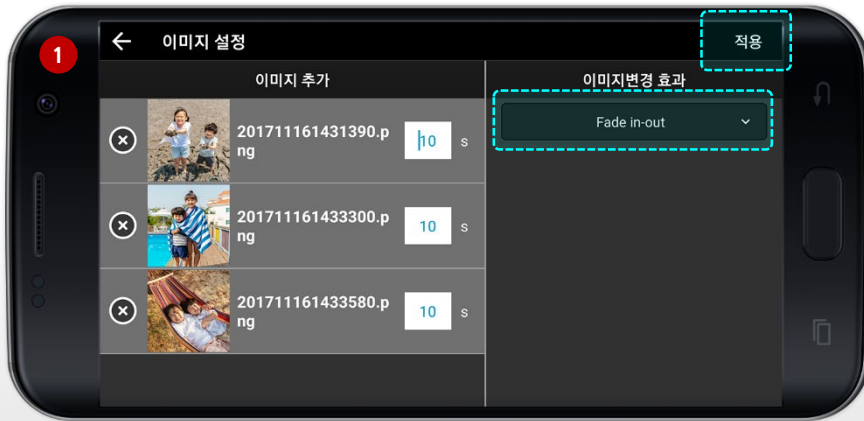 1
이미지 설정
적용
이미지 추가
이미지변경 효과
201711161431390.p
ng
10 s
Fade in-out
201711161433300.p
ng
10 s
201711161433580.p
ng
10 s